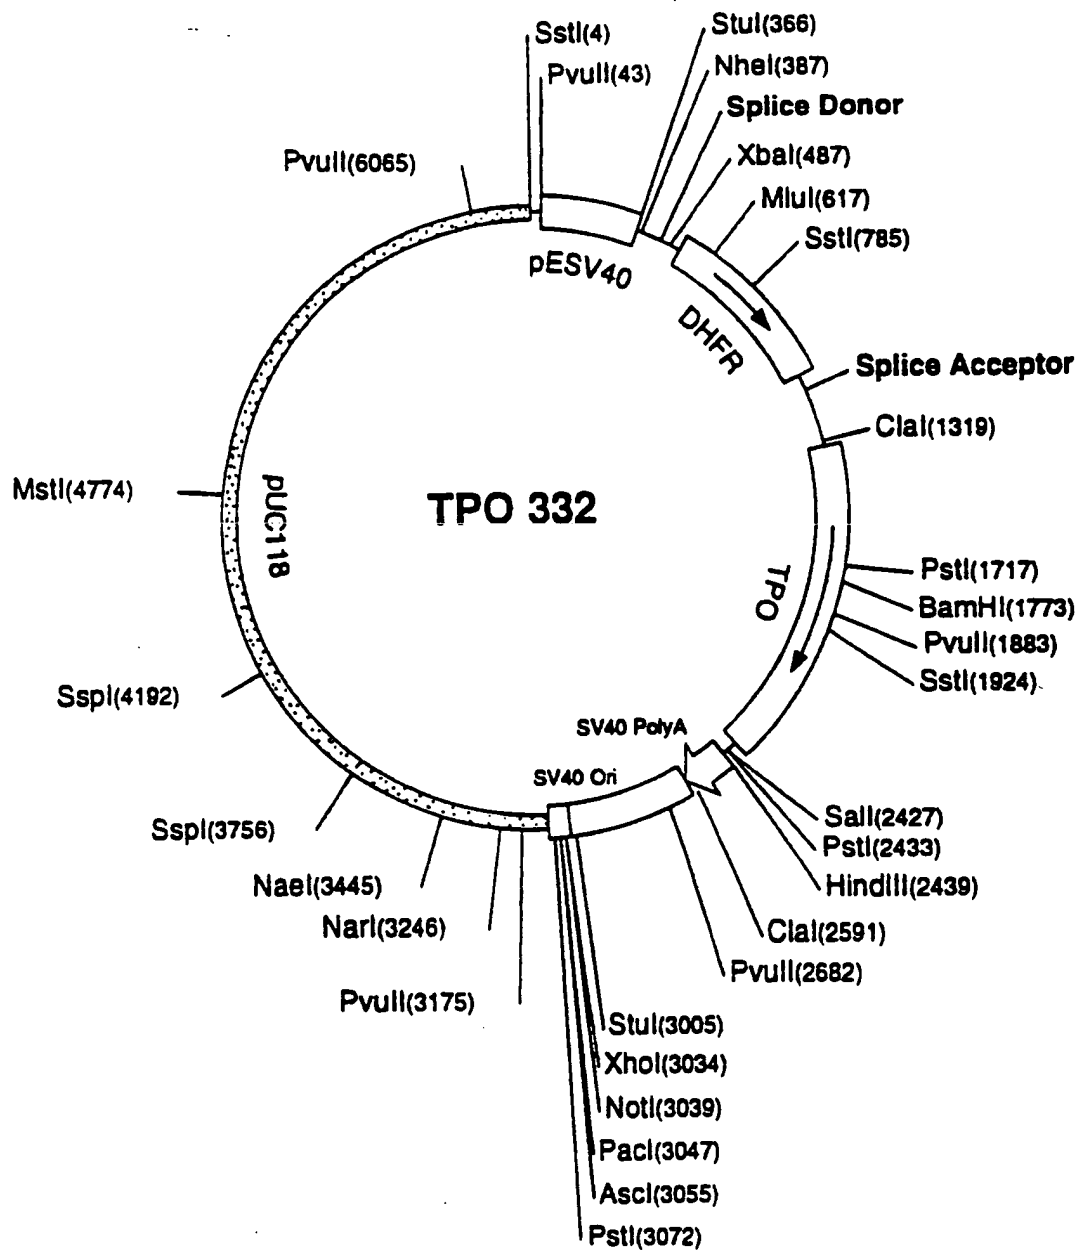 SstI(4)
PvuII(43)
StuI(366)
NheI(387)
Splice Donor
XbaI(487)
MluI(617)
SstI(785)
PvuII(6065)
pESV40
DHFR
Splice Acceptor
ClaI(1319)
MstI(4774)
pUC118
TPO 332
TPO
PstI(1717)
BamHI(1773)
PvuII(1883)
SstI(1924)
SspI(4192)
SV40 PolyA
SV40 Ori
SspI(3756)
SalI(2427)
PstI(2433)
HindIII(2439)
NaeI(3445)
NarI(3246)
ClaI(2591)
PvuII(2682)
PvuII(3175)
StuI(3005)
XhoI(3034)
NotI(3039)
PacI(3047)
AscI(3055)
PstI(3072)